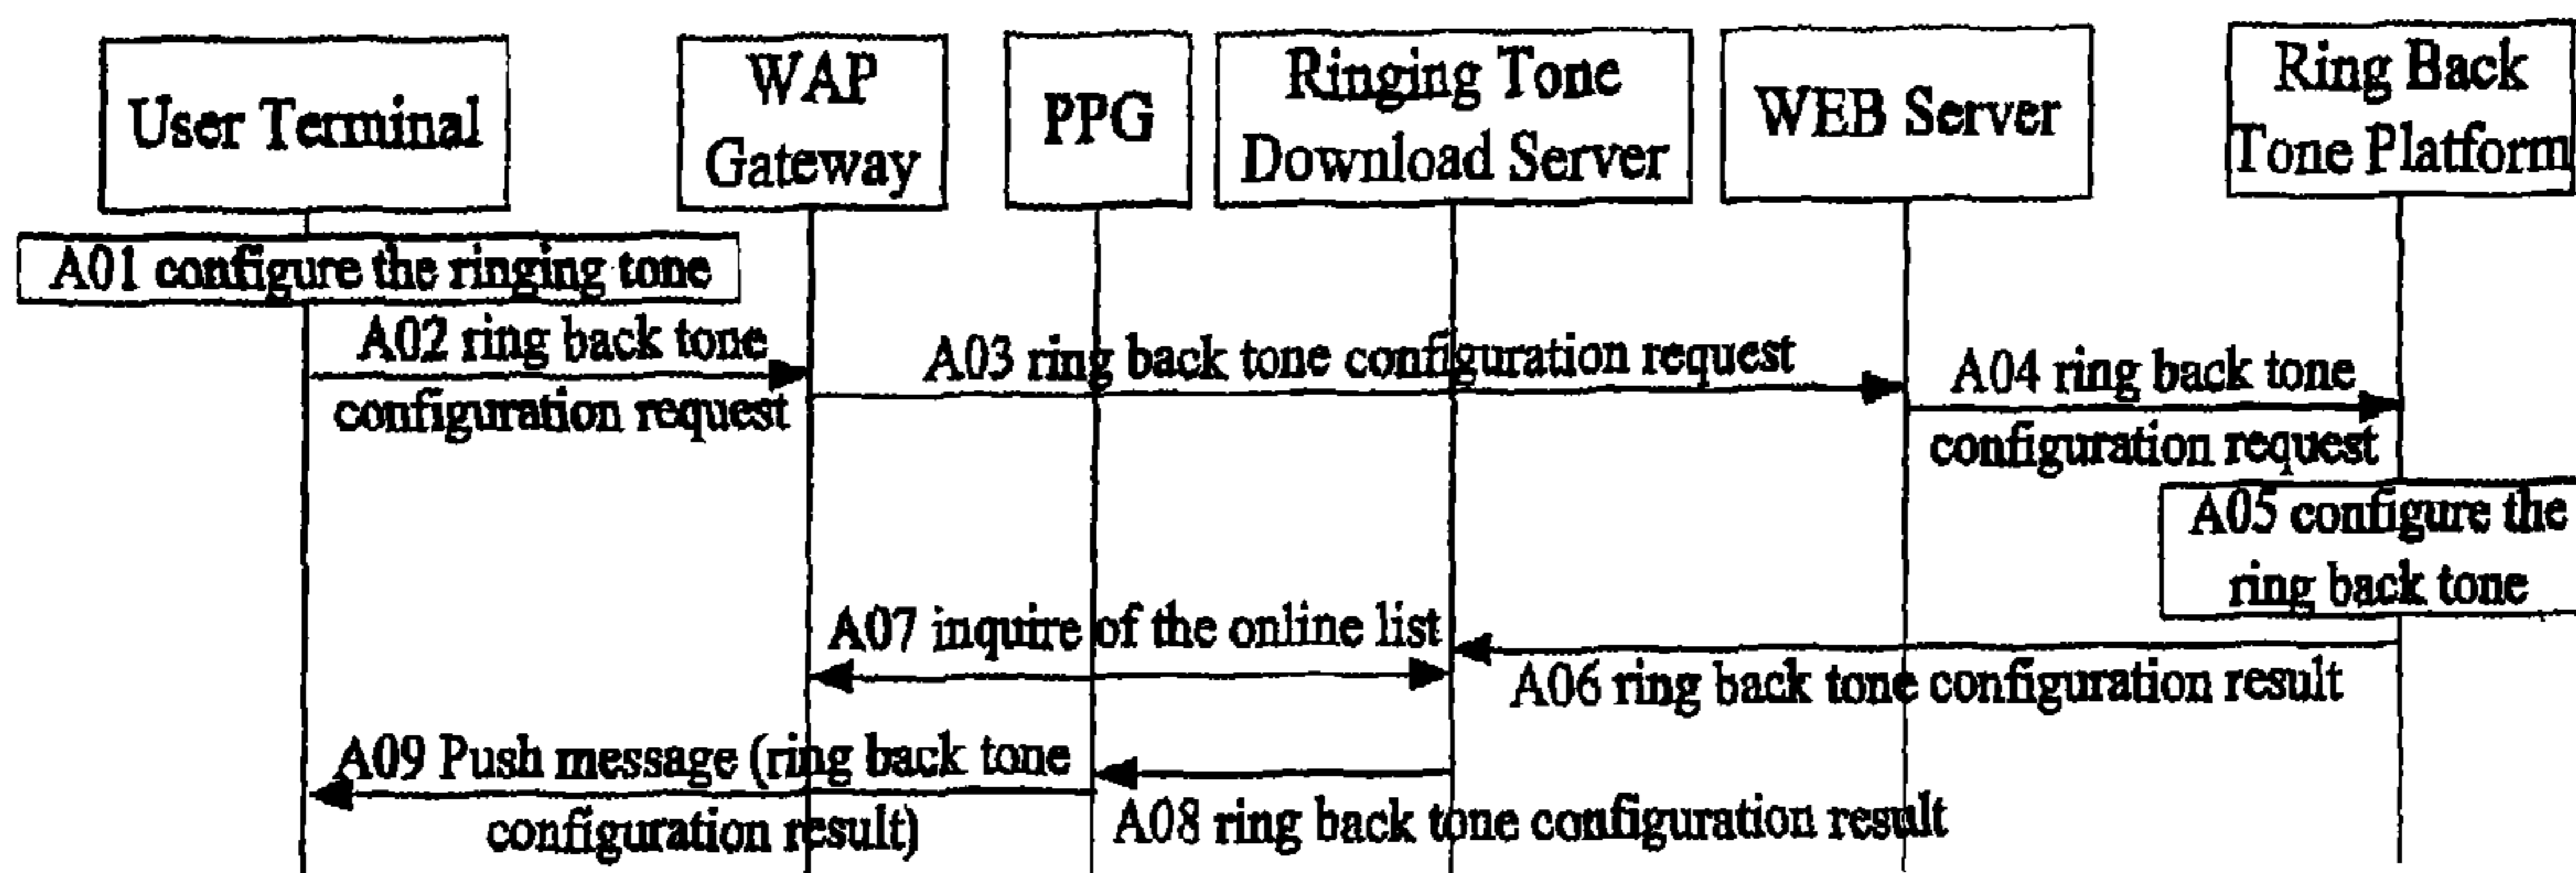 User Terminal
WAP
Gateway
PPG
Ringing Tone
Download Server
WEB Server
Ring Back
Tone Platform
A01 configure the ringing tone
A02 ring back tone
configuration request
A03 ring back tone configuration request
A04 ring back tone
configuration request
A05 configure the
ring back tone
A06 ring back tone configuration result
A07 inquire of the online list
A08 ring back tone configuration result
A09 Push message (ring back tone
configuration result)